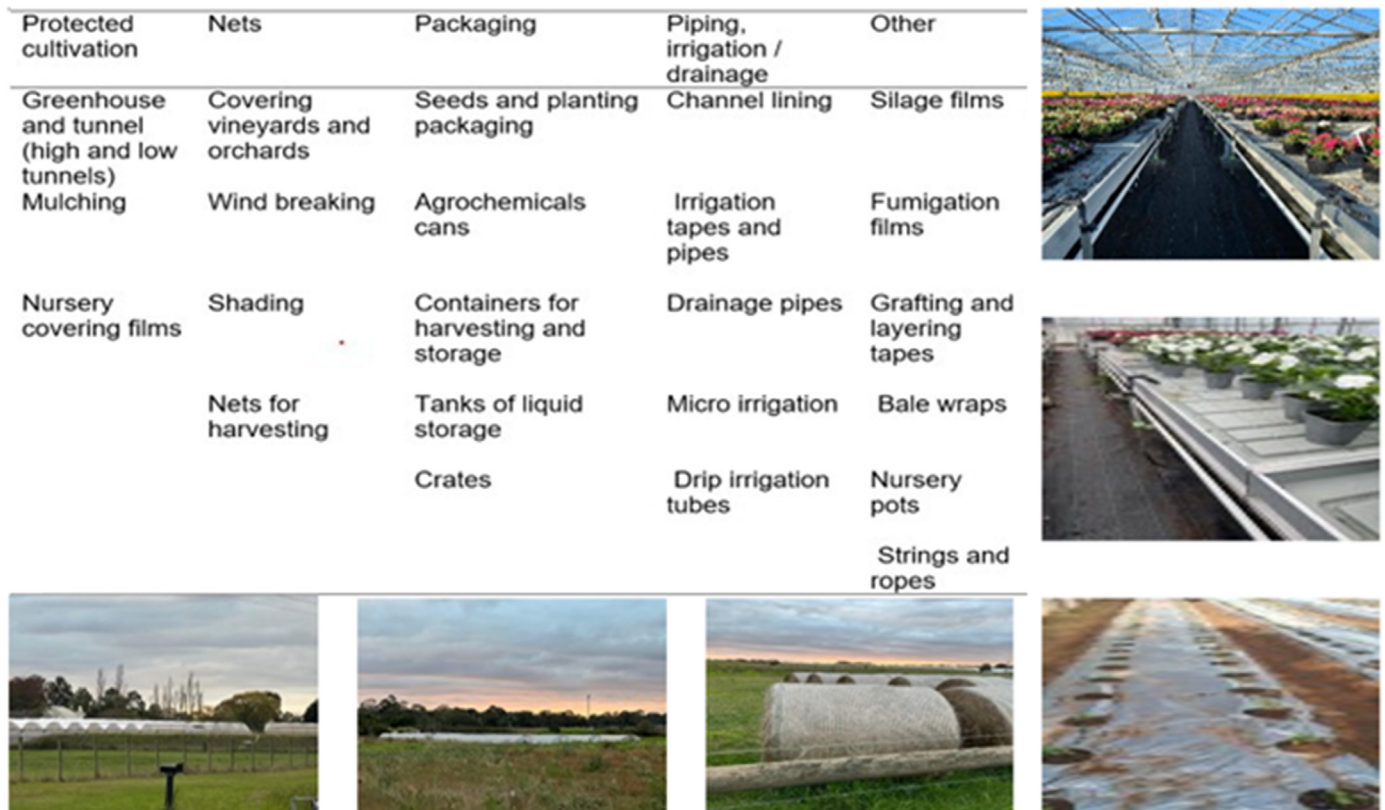 Protected
cultivation
Nets
Packaging
Piping,
irrigation /
drainage
Other
Greenhouse
and tunnel
(high and low
tunnels)
Covering
vineyards and
orchards
Seeds and planting
packaging
Channel lining
Silage films
Mulching
Wind breaking
Agrochemicals
cans
Irrigation
tapes and
pipes
Fumigation
films
Nursery
covering films
Shading
Containers for
harvesting and
storage
Drainage pipes
Grafting and
layering
tapes
Nets for
harvesting
Tanks of liquid
storage
Micro irrigation
Bale wraps
Crates
Drip irrigation
tubes
Nursery
pots
Strings and
ropes